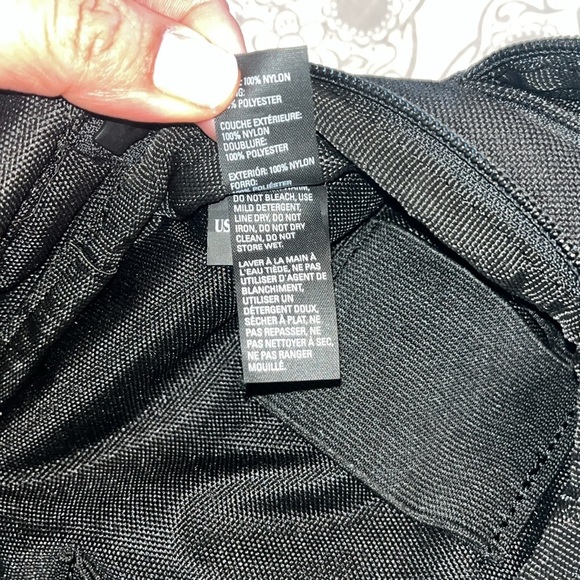 : 100% NYLON
G:
% POLYESTER
COUCHE EXTÉRIEURE:
100% NYLON
DOUBLURE:
100% POLYESTER
EXTERIÓR: 100% NYLON
FORRO:
POLIÉSTER
DO NOT BLEACH, USE
MILD DETERGENT,
LINE DRY, DO NOT
IRON, DO NOT DRY
CLEAN, DO NOT
STORE WET.
LAVER À LA MAIN À
L'EAU TIÈDE, NE PAS
UTILISER D'AGENT DE
BLANCHIMENT,
UTILISER UN
DÉTERGENT DOUX,
SÉCHER À PLAT, NE
PAS REPASSER, NE
PAS NETTOYER À SEC,
NE PAS RANGER
MOUILLÉ.
US